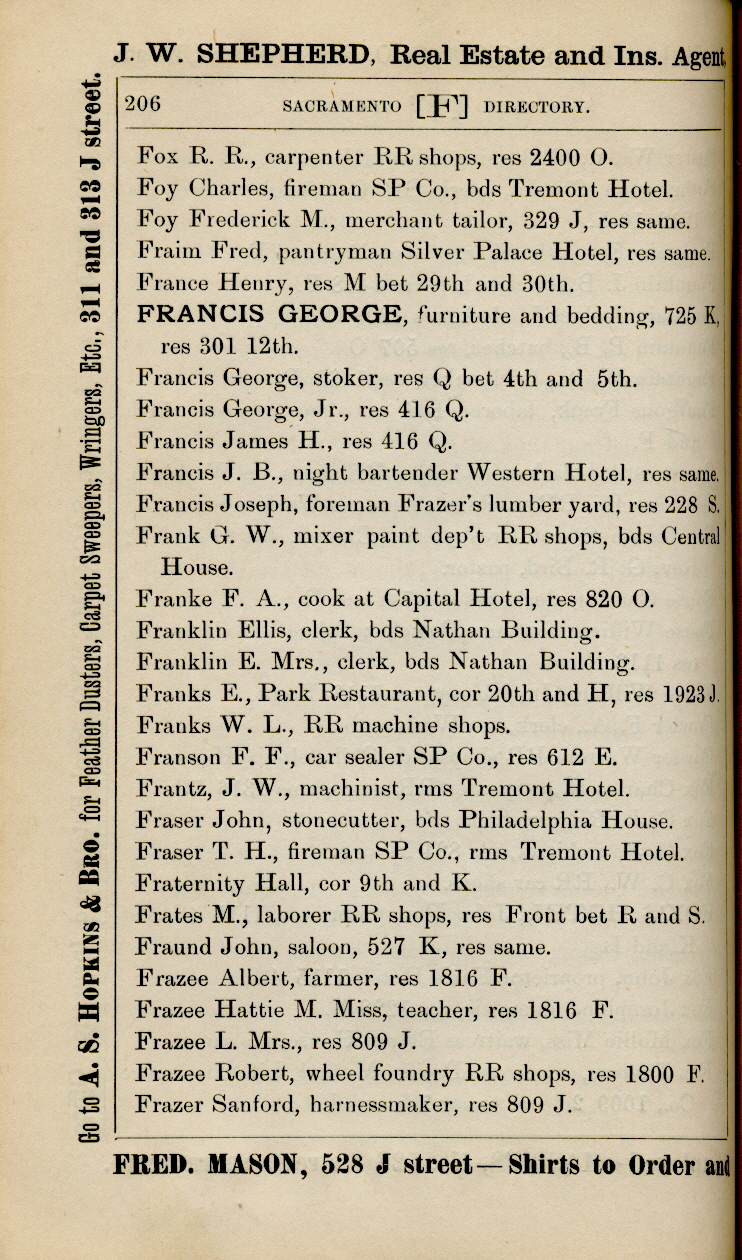 J. W. SHEPHERD, Real Estate and Ins. Agent,
206 SACRAMENTO [F] DIRECTORY.
Fox R. R., carpenter RR shops, res 2400 O.
Foy Charles, fireman SP Co., bds Tremont Hotel.
Foy Frederick M., merchant tailor, 329 J, res same.
Fraim Fred, pantryman Silver Palace Hotel, res same.
France Henry, res M bet 29th and 30th.
FRANCIS GEORGE, furniture and bedding, 725 K,
res 301 12th.
Francis George, stoker, res Q bet 4th and 5th.
Francis George, Jr., res 416 Q.
Francis James H., res 416 Q.
Francis J. B., night bartender Western Hotel, res same.
Francis Joseph, foreman Frazer's lumber yard, res 228 S.
Frank G. W., mixer paint dep't RR shops, bds Central
House.
Franke F. A., cook at Capital Hotel, res 820 O.
Franklin Ellis, clerk, bds Nathan Building.
Franklin E. Mrs., clerk, bds Nathan Building.
Franks E., Park Restaurant, cor 20th and H, res 1923 J.
Franks W. L., RR machine shops.
Franson F. F., car sealer SP Co., res 612 E.
Frantz, J. W., machinist, rms Tremont Hotel.
Fraser John, stonecutter, bds Philadelphia House.
Fraser T. H., fireman SP Co., rms Tremont Hotel.
Fraternity Hall, cor 9th and K.
Frates M., laborer RR shops, res Front bet R and S.
Fraund John, saloon, 527 K, res same.
Frazee Albert, farmer, res 1816 F.
Frazee Hattie M. Miss, teacher, res 1816 F.
Frazee L. Mrs., res 809 J.
Frazee Robert, wheel foundry RR shops, res 1800 F.
Frazer Sanford, harnessmaker, res 809 J.
FRED. MASON, 528 J street—Shirts to Order and
Go to A. S. HOPKINS & BRO. for Feather Dusters, Carpet Sweepers, Wringers, Etc., 311 and 313 J street.